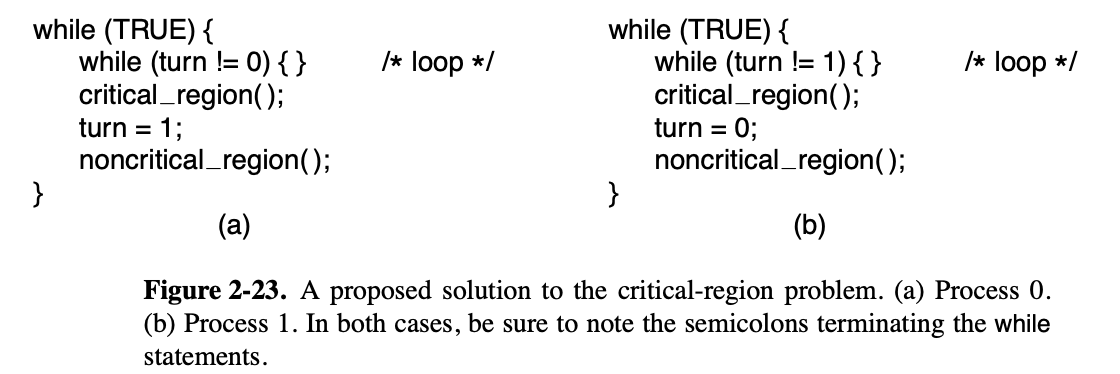 while (TRUE) {
while (turn != 0) { } /* loop */
critical_region( );
turn = 1;
noncritical_region( );
}
(a)
while (TRUE) {
while (turn != 1) { } /* loop */
critical_region( );
turn = 0;
noncritical_region( );
}
(b)
Figure 2-23. A proposed solution to the critical-region problem. (a) Process 0.
(b) Process 1. In both cases, be sure to note the semicolons terminating the while
statements.